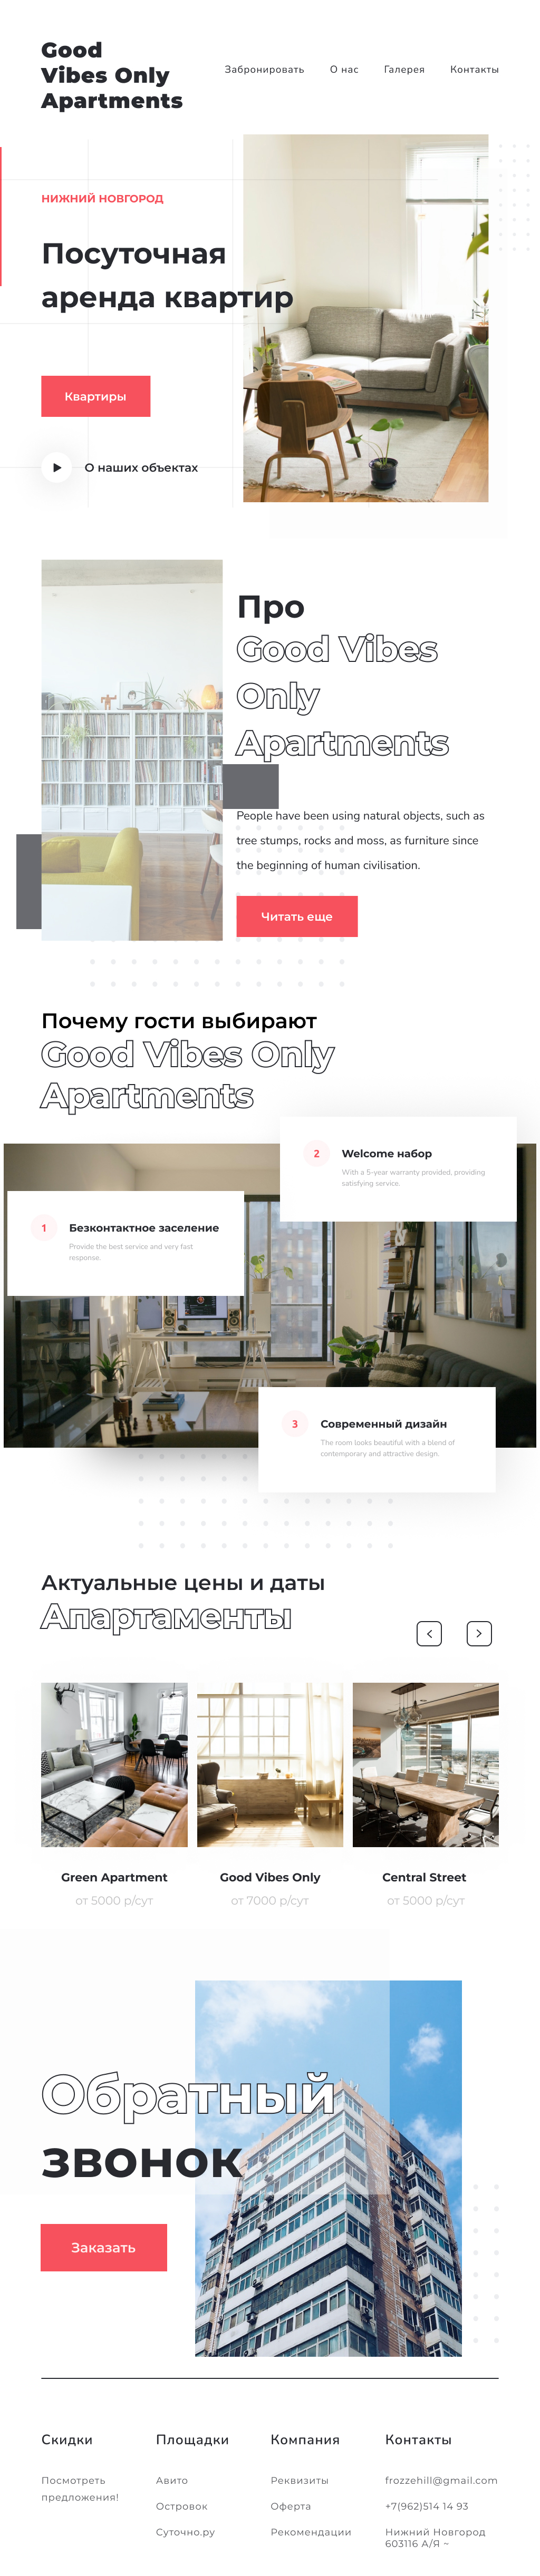 Good
Vibes Only
Apartments
Забронировать
О нас
Галерея
Контакты
НИЖНИЙ НОВГОРОД
Посуточная
аренда квартир
Квартиры
О наших объектах
Про
Good Vibes
Only
Apartments
People have been using natural objects, such as
tree stumps, rocks and moss, as furniture since
the beginning of human civilisation.
Читать еще
Почему гости выбирают
Good Vibes Only
Apartments
2
Welcome набор
With a 5-year warranty provided, providing
satisfying service.
1
Безконтактное заселение
Provide the best service and very fast
response.
3
Современный дизайн
The room looks beautiful with a blend of
contemporary and attractive design.
Актуальные цены и даты
Апартаменты
Green Apartment
от 5000 р/сут
Good Vibes Only
от 7000 р/сут
Central Street
от 5000 р/сут
Обратный
звонок
Заказать
Скидки
Посмотреть
предложения!
Площадки
Авито
Островок
Суточно.ру
Компания
Реквизиты
Оферта
Рекомендации
Контакты
frozzehill@gmail.com
+7(962)514 14 93
Нижний Новгород
603116 А/Я ~